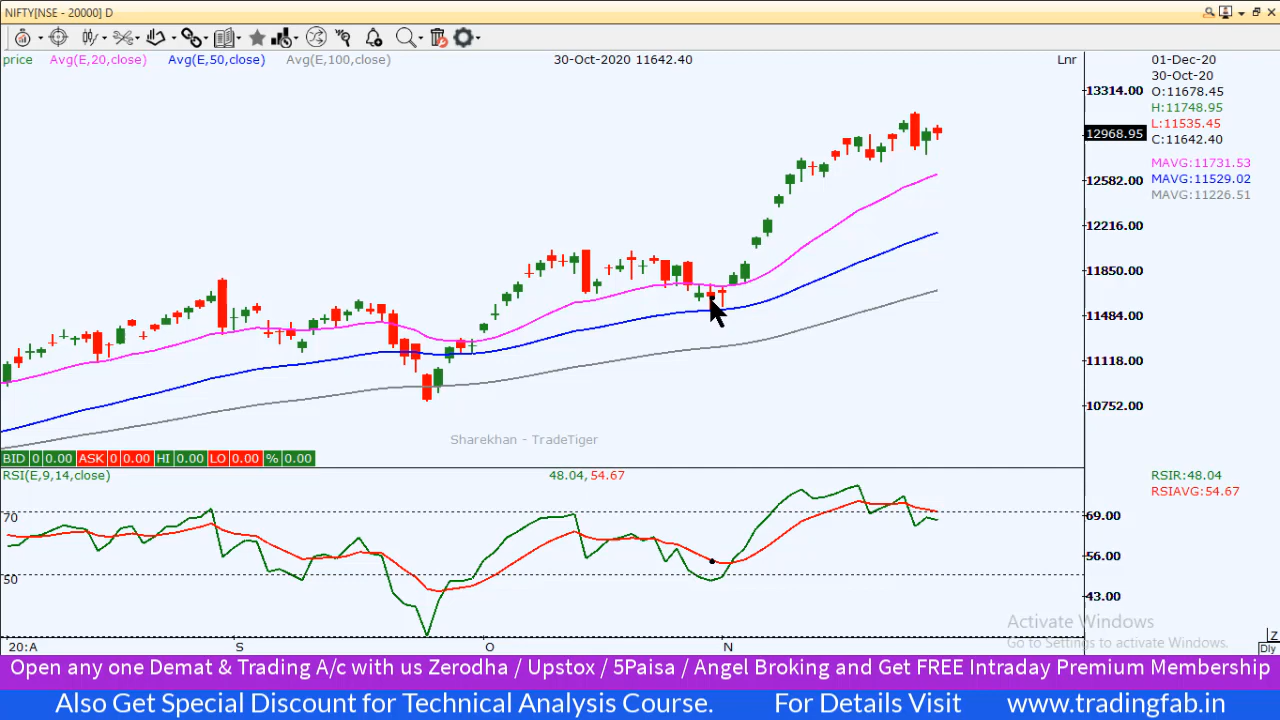 NIFTY[NSE - 20000] D
price Avg(E,20,close) Avg(E,50,close) Avg(E,100,close) 30-Oct-2020 11642.40 Lnr
01-Dec-20
30-Oct-20
O:11678.45
H:11748.95
L:11535.45
C:11642.40
MAVG:11731.53
MAVG:11529.02
MAVG:11226.51
13314.00
12968.95
12582.00
12216.00
11850.00
11484.00
11118.00
10752.00
Sharekhan - TradeTiger
BID 0 0.00 ASK 0 0.00 HI 0.00 LO 0.00 % 0.00
RSI(E,9,14,close) 48.04, 54.67
RSIR:48.04
RSIAVG:54.67
70
50
69.00
56.00
43.00
Activate Windows
Go to Settings to activate Windows.
20:A S O N
Z
Dly
Open any one Demat & Trading A/c with us Zerodha / Upstox / 5Paisa / Angel Broking and Get FREE Intraday Premium Membership
Also Get Special Discount for Technical Analysis Course. For Details Visit www.tradingfab.in